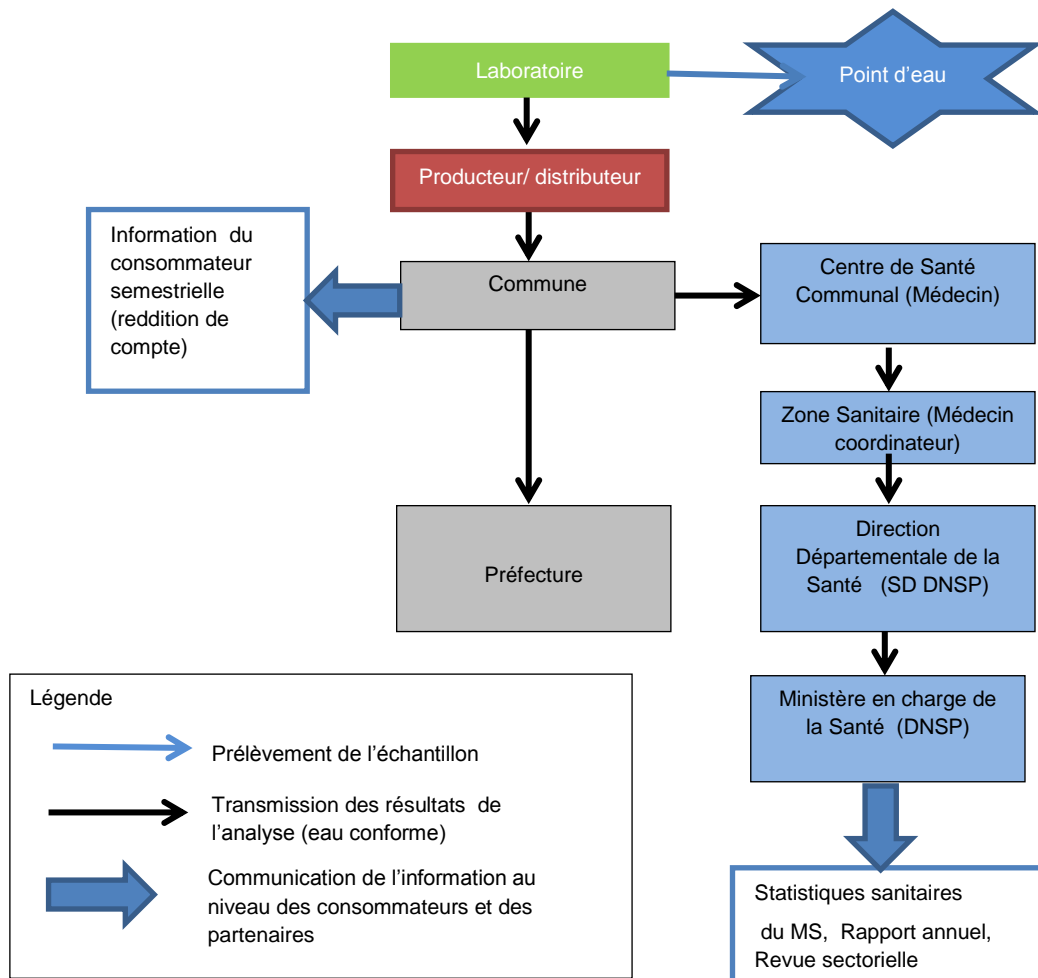 Laboratoire
Point d’eau
Producteur/ distributeur
Information du
consommateur
semestrielle
(reddition de
compte)
Commune
Centre de Santé
Communal (Médecin)
Zone Sanitaire (Médecin
coordinateur)
Direction
Départementale de la
Santé (SD DNSP)
Préfecture
Ministère en charge de
la Santé (DNSP)
Légende
Prélèvement de l’échantillon
Transmission des résultats de
l’analyse (eau conforme)
Communication de l’information au
niveau des consommateurs et des
partenaires
Statistiques sanitaires
du MS, Rapport annuel,
Revue sectorielle